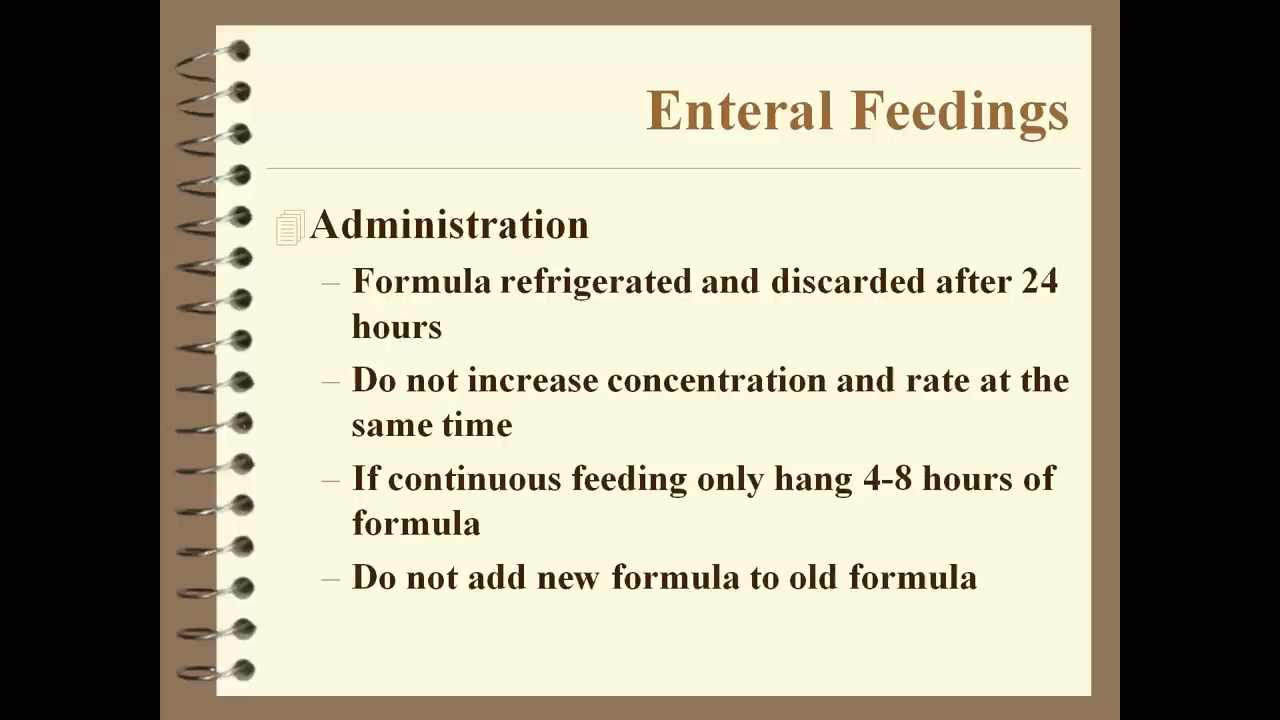 Enteral Feedings
Administration
– Formula refrigerated and discarded after 24
hours
– Do not increase concentration and rate at the
same time
– If continuous feeding only hang 4-8 hours of
formula
– Do not add new formula to old formula